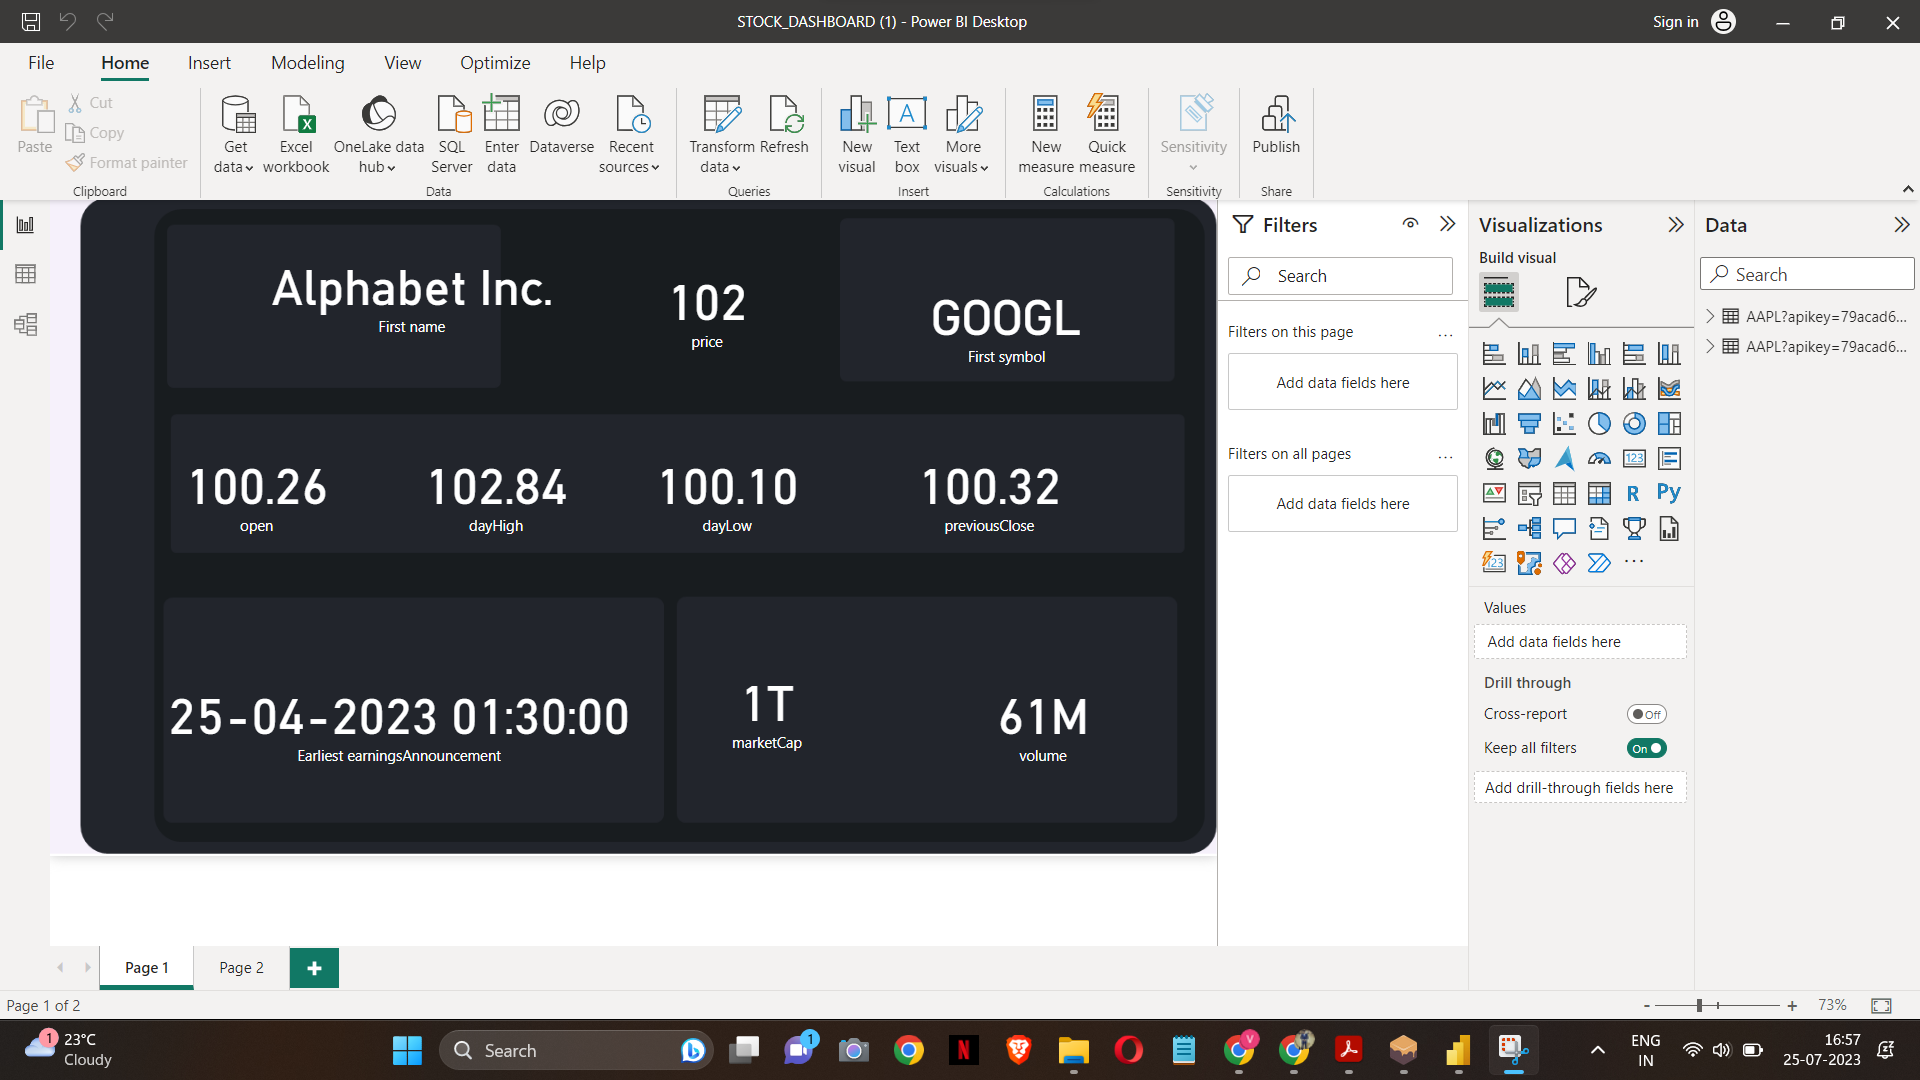 STOCK_DASHBOARD (1) - Power BI Desktop
Sign in
File Home Insert Modeling View Optimize Help
Paste
Cut
Copy
Format painter
Clipboard
Get data
Excel workbook
OneLake data hub
SQL Server
Enter data
Dataverse
Recent sources
Data
Transform data
Refresh
Queries
New visual
Text box
More visuals
Insert
New measure
Quick measure
Calculations
Sensitivity
Sensitivity
Publish
Share
Alphabet Inc.
First name
102
price
GOOGL
First symbol
100.26
open
102.84
dayHigh
100.10
dayLow
100.32
previousClose
25-04-2023 01:30:00
Earliest earningsAnnouncement
1T
marketCap
61M
volume
Filters
Search
Filters on this page
...
Add data fields here
Filters on all pages
...
Add data fields here
Visualizations
Build visual
123
R
Py
123
...
Values
Add data fields here
Drill through
Cross-report
Off
Keep all filters
On
Add drill-through fields here
Data
Search
AAPL?apikey=79acad6...
AAPL?apikey=79acad6...
Page 1
Page 2
+
Page 1 of 2
- + 73%
1
23°C
Cloudy
Search
1
N
V
ENG
IN
16:57
25-07-2023